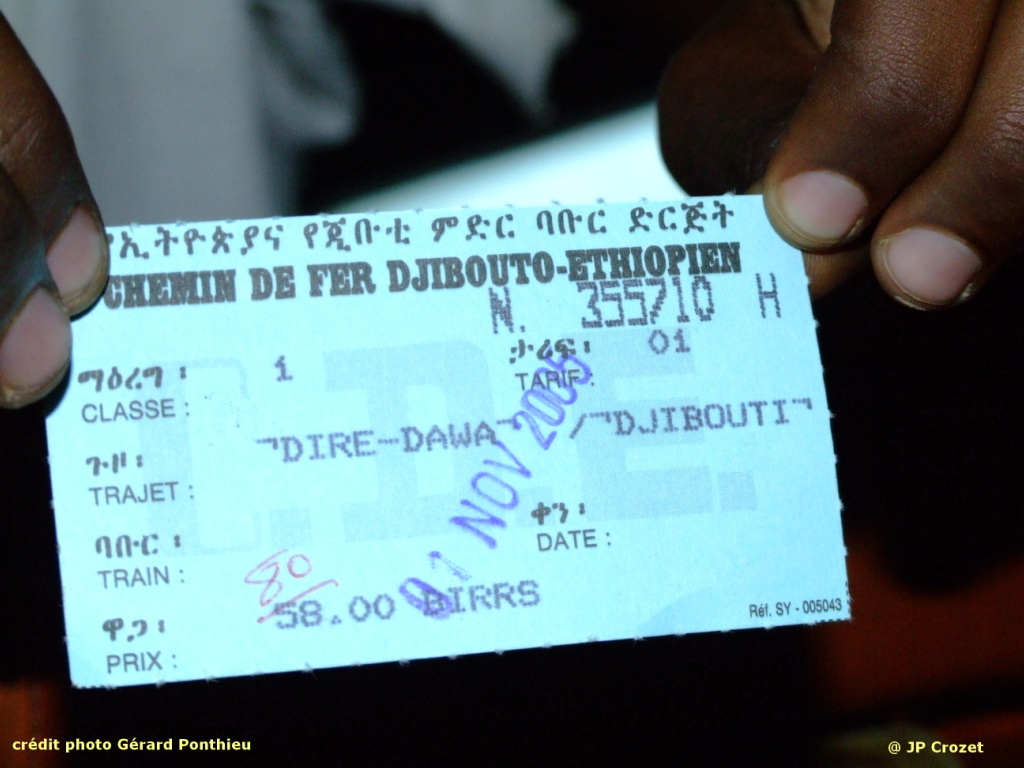 የኢትዮጵያና የጂቡቲ ምድር ባቡር ድርጅት
CHEMIN DE FER DJIBOUTO-ETHIOPIEN
N. 355710 H
ማዕረግ : 1
CLASSE :
ታሪፍ : 01
TARIF :
"DIRE-DAWA" /"DJIBOUTI"
ጉዞ :
TRAJET :
NOV 2005
ባቡር :
TRAIN :
ቀን :
DATE :
80
58.00 BIRRS
ዋጋ :
PRIX :
Réf. SY - 005043
crédit photo Gérard Ponthieu
@ JP Crozet